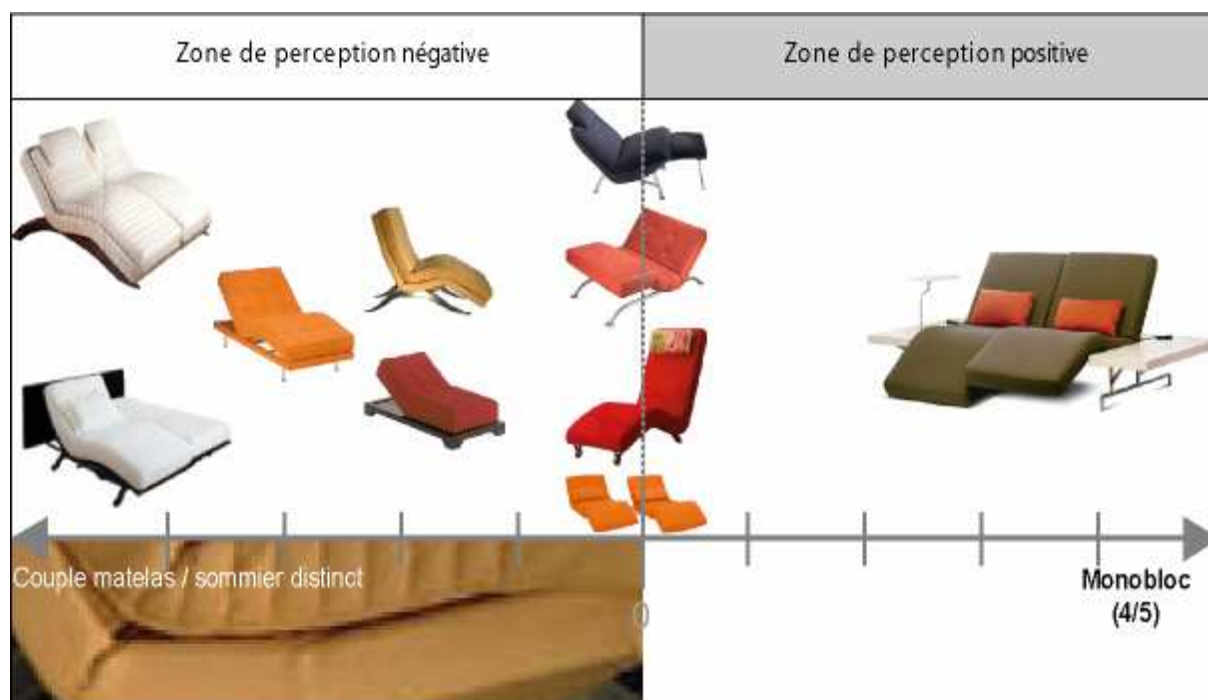 Zone de perception négative
Zone de perception positive
Couple matelas / sommier distinct
0
Monobloc
(4/5)